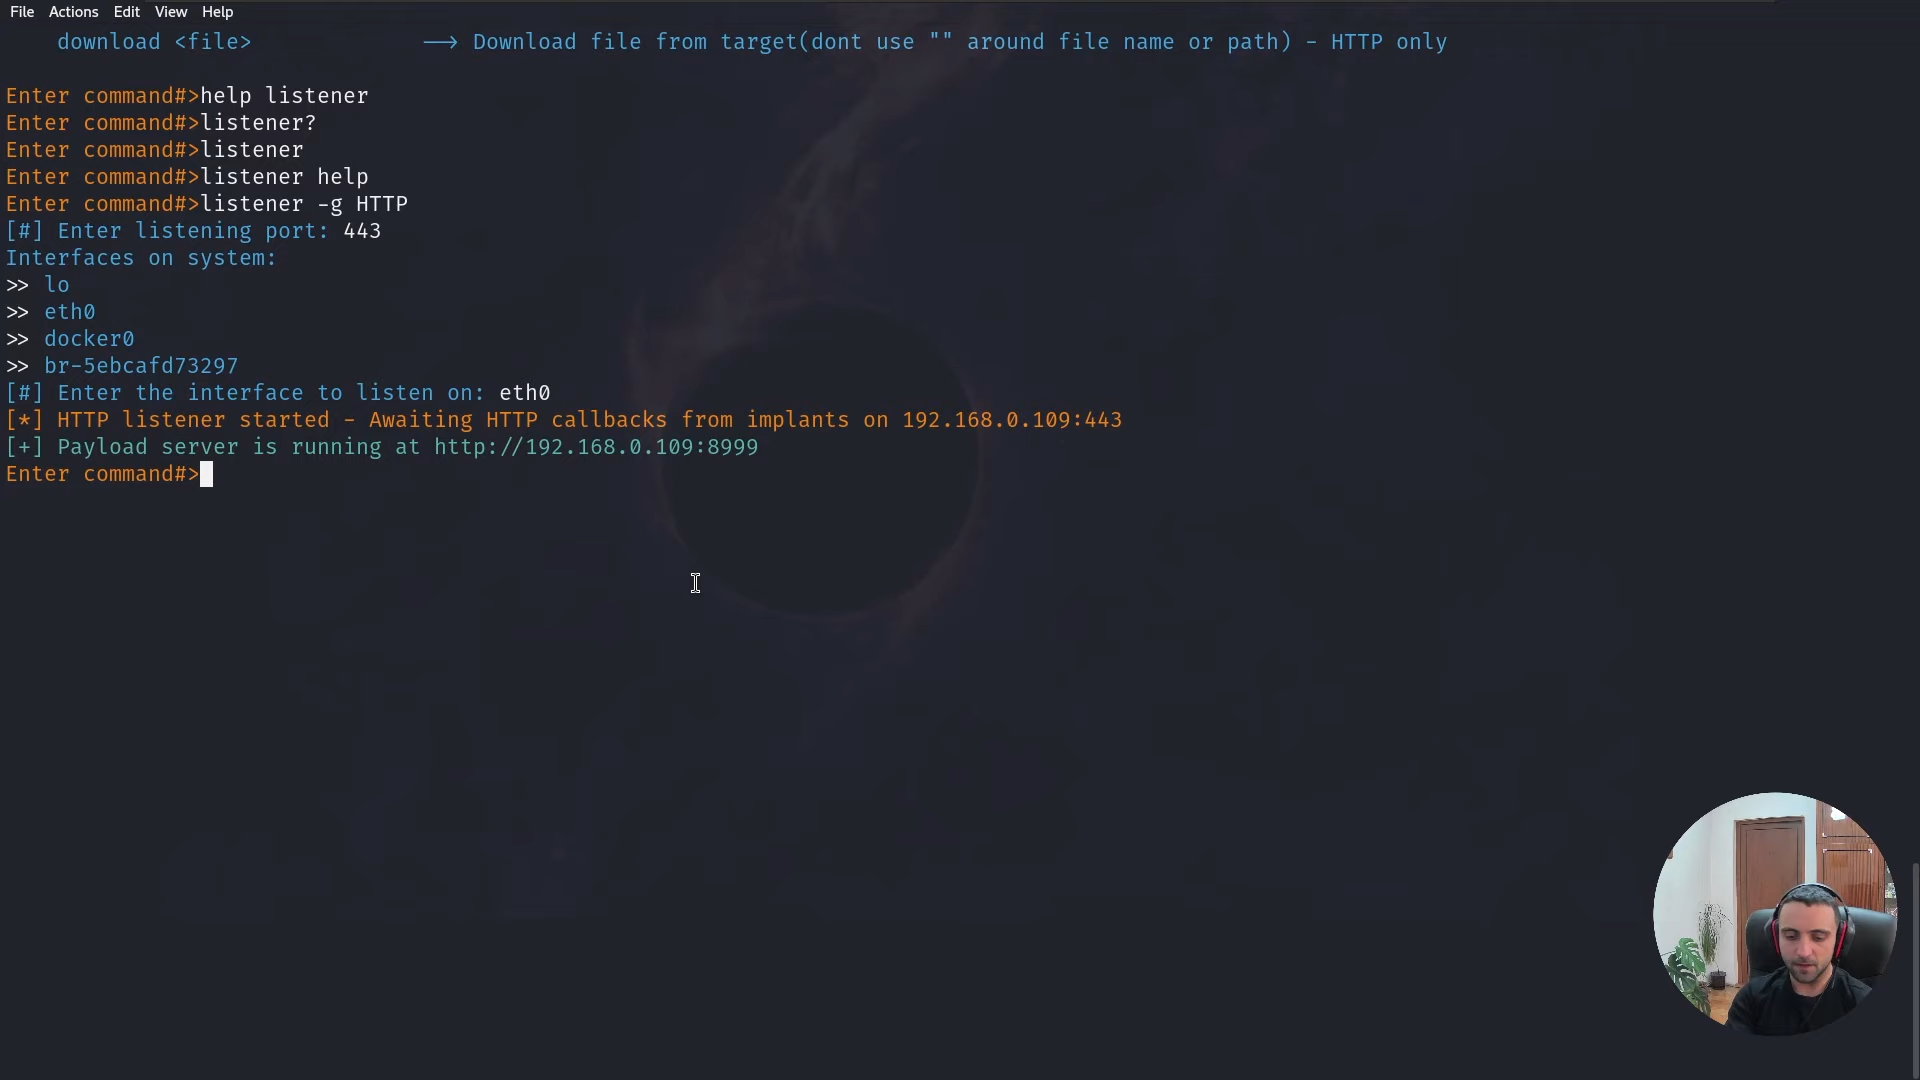 File Actions Edit View Help
download <file> —> Download file from target(dont use "" around file name or path) - HTTP only
Enter command#>help listener
Enter command#>listener?
Enter command#>listener
Enter command#>listener help
Enter command#>listener -g HTTP
[#] Enter listening port: 443
Interfaces on system:
>> lo
>> eth0
>> docker0
>> br-5ebcafd73297
[#] Enter the interface to listen on: eth0
[*] HTTP listener started - Awaiting HTTP callbacks from implants on 192.168.0.109:443
[+] Payload server is running at http://192.168.0.109:8999
Enter command#>